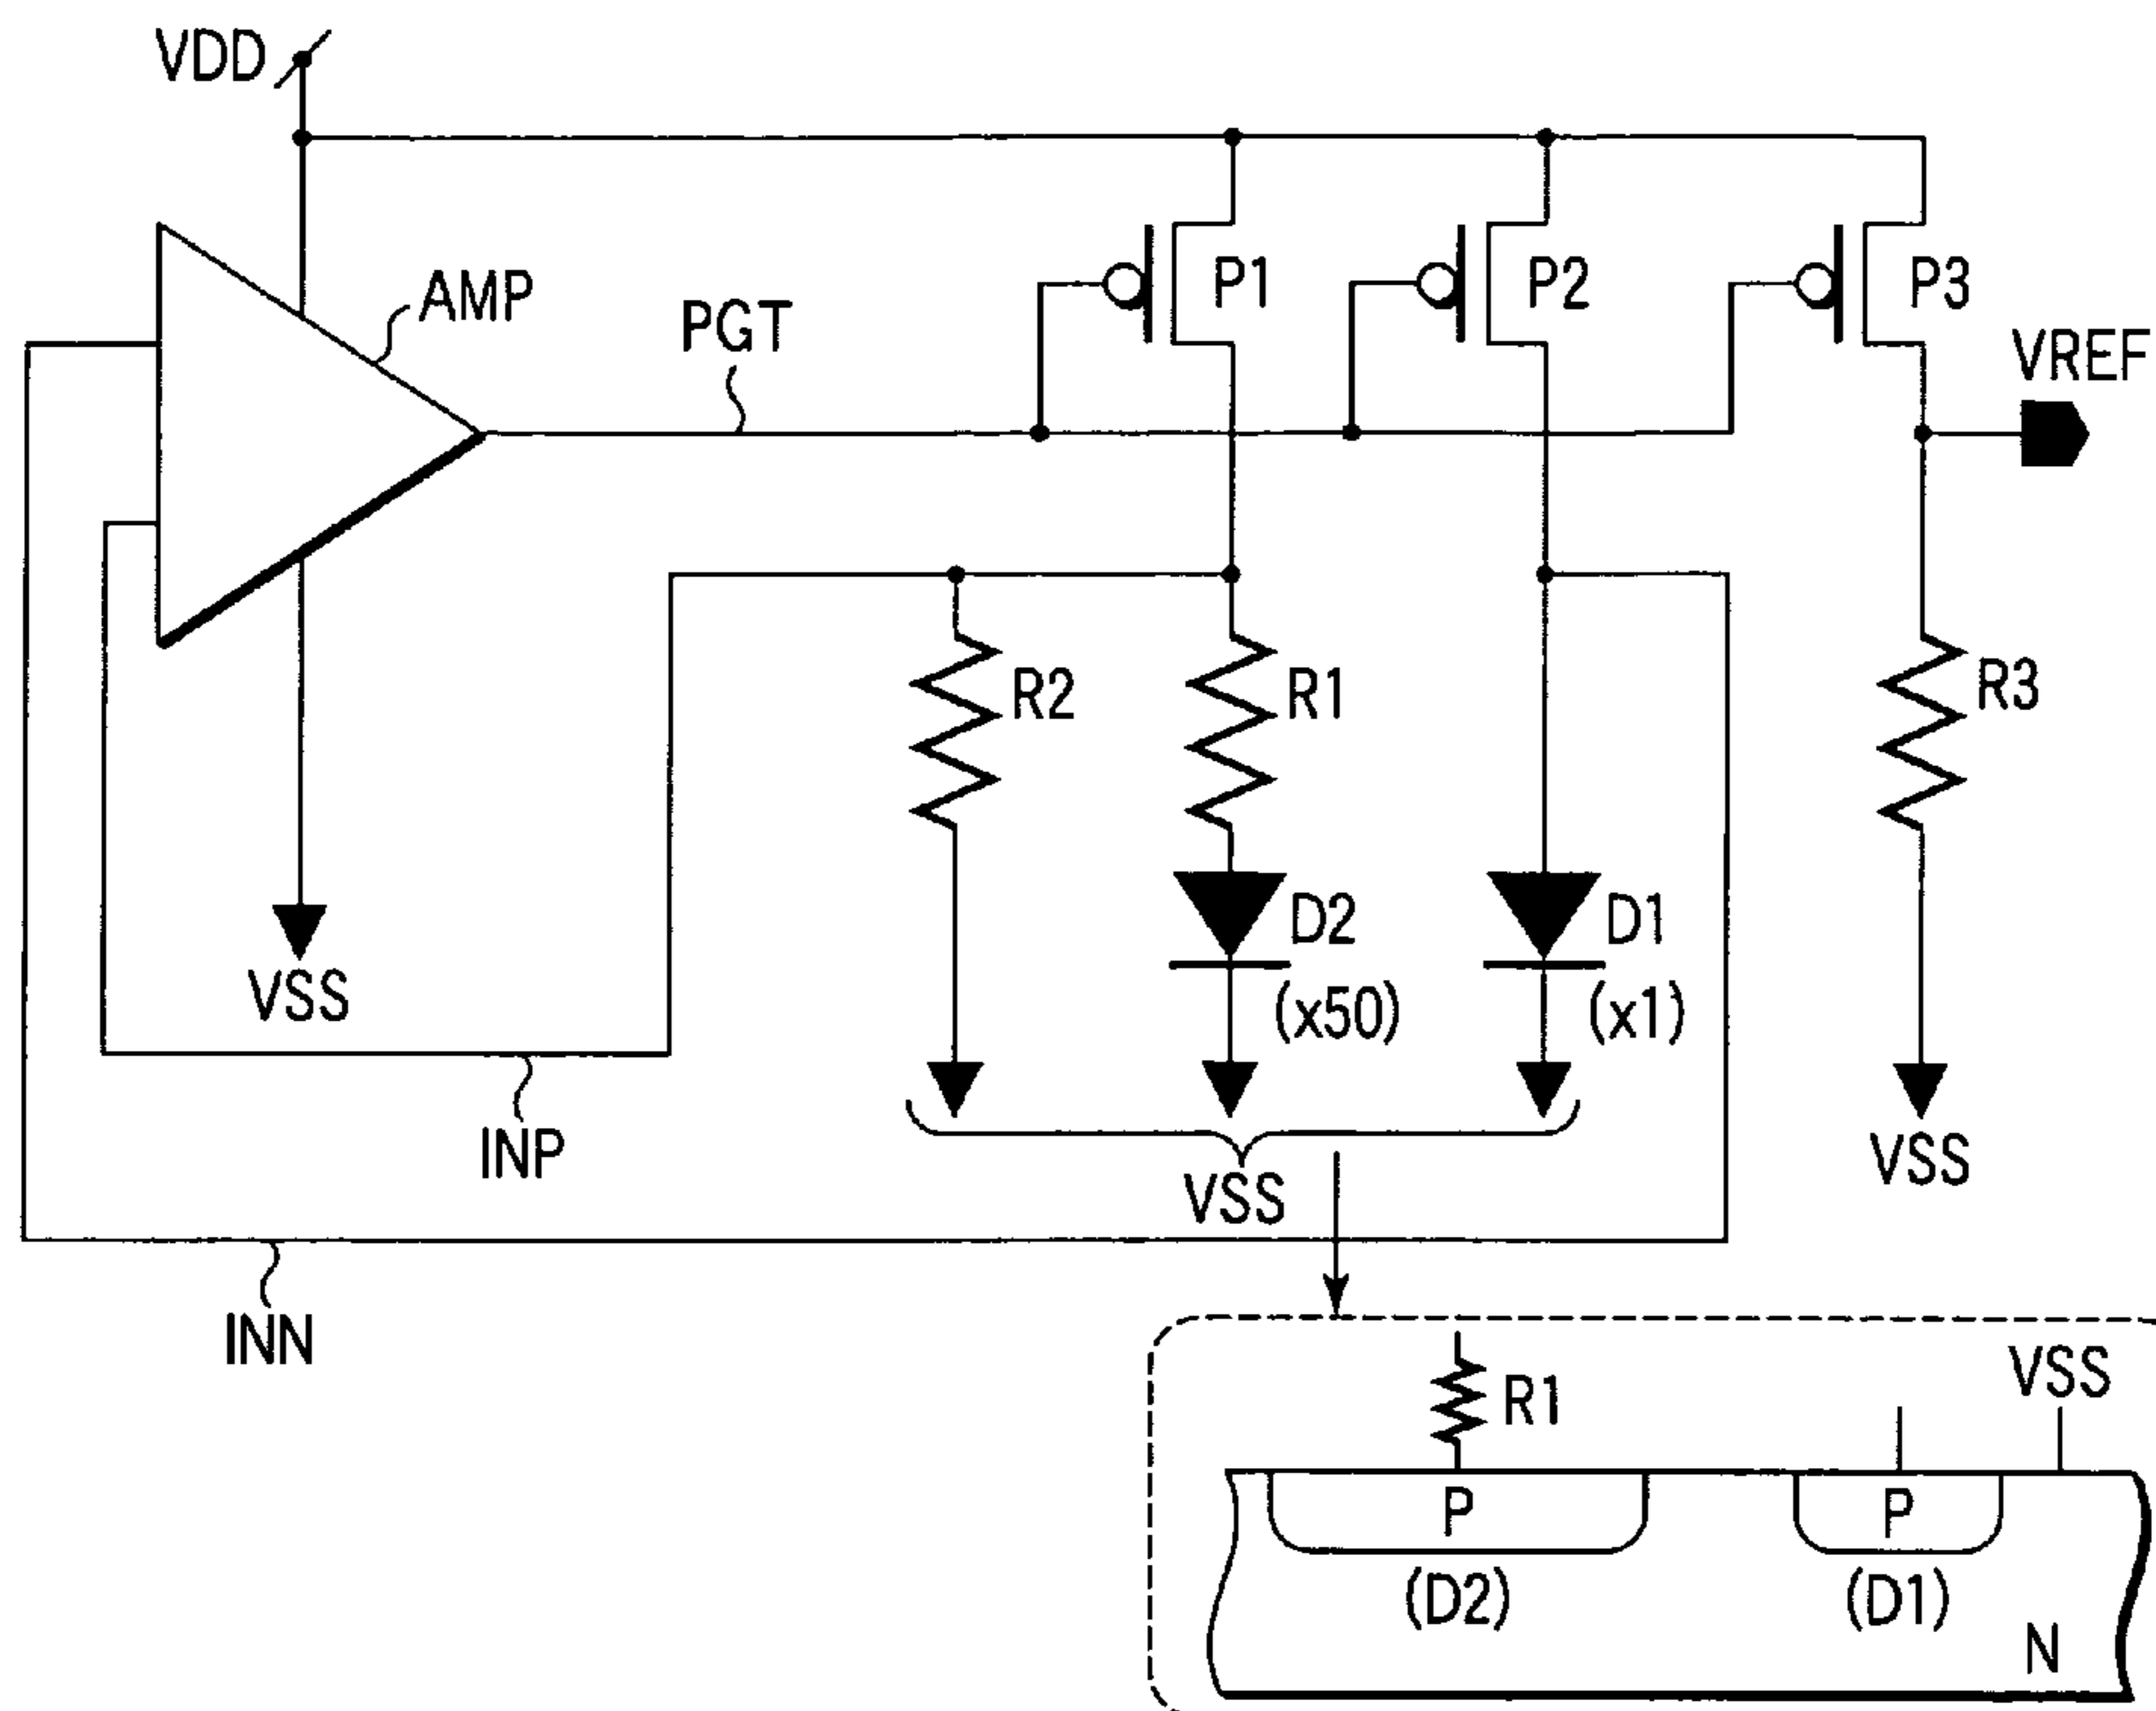 VDD
AMP
PGT
P1
P2
P3
VREF
R2
R1
R3
D2
D1
(x50)
(x1)
VSS
INP
VSS
VSS
INN
R1
VSS
P
P
(D2)
(D1)
N